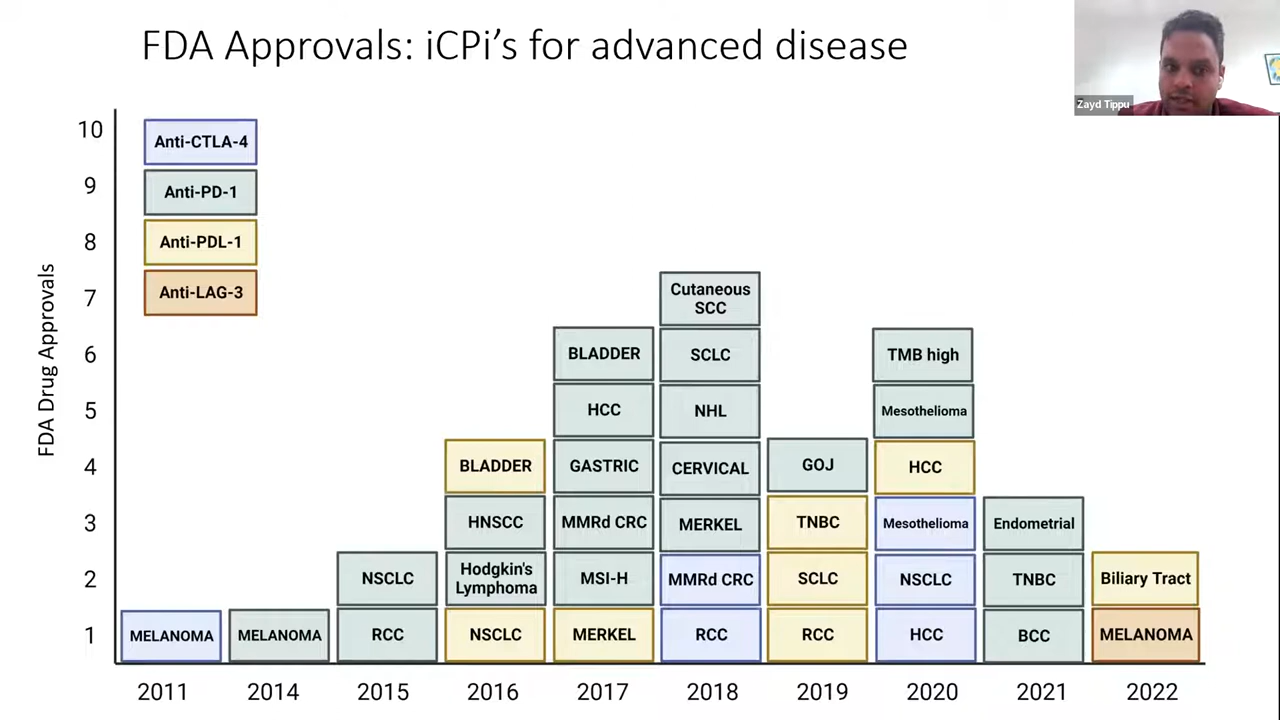 FDA Approvals: iCPi's for advanced disease
Zayd Tippu
FDA Drug Approvals
10
9
8
7
6
5
4
3
2
1
Anti-CTLA-4
Anti-PD-1
Anti-PDL-1
Anti-LAG-3
MELANOMA
MELANOMA
NSCLC
RCC
BLADDER
HNSCC
Hodgkin's
Lymphoma
NSCLC
BLADDER
HCC
GASTRIC
MMRd CRC
MSI-H
MERKEL
Cutaneous
SCC
SCLC
NHL
CERVICAL
MERKEL
MMRd CRC
RCC
GOJ
TNBC
SCLC
RCC
TMB high
Mesothelioma
HCC
Mesothelioma
NSCLC
HCC
Endometrial
TNBC
BCC
Biliary Tract
MELANOMA
2011
2014
2015
2016
2017
2018
2019
2020
2021
2022